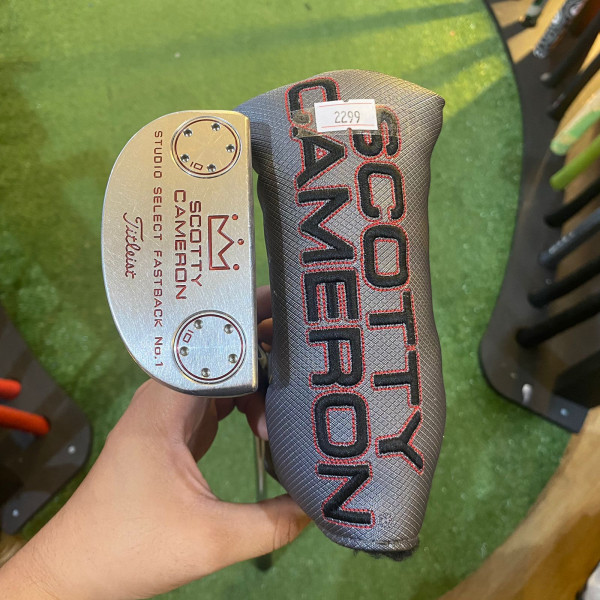 SCOTTY
CAMERON
STUDIO SELECT FASTBACK No.1
Titleist
10
10
2299
SCOTTY
CAMERON